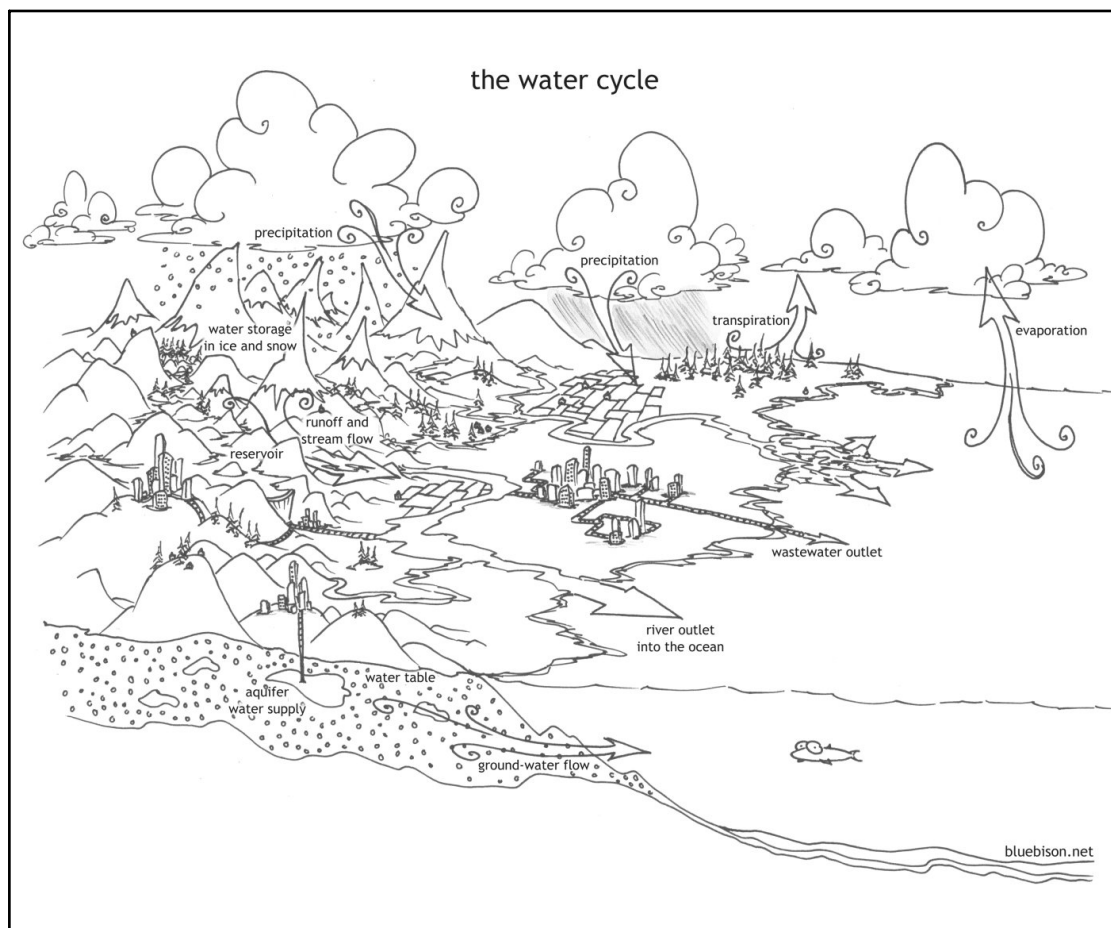 the water cycle
precipitation
precipitation
transpiration
evaporation
water storage
in ice and snow
runoff and
stream flow
reservoir
wastewater outlet
river outlet
into the ocean
water table
aquifer
water supply
ground-water flow
bluebison.net